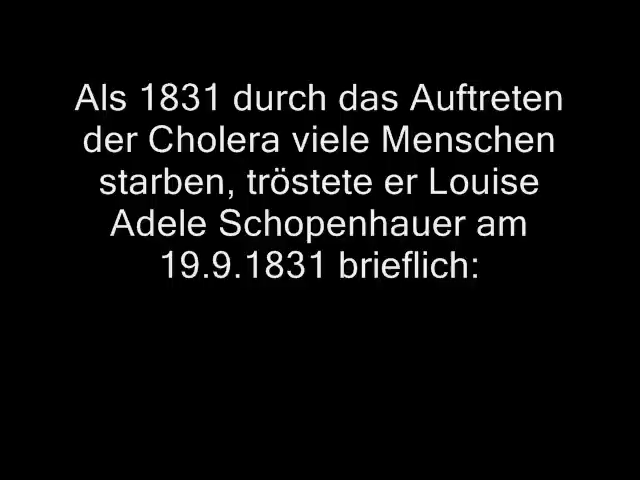 Als 1831 durch das Auftreten
der Cholera viele Menschen
starben, tröstete er Louise
Adele Schopenhauer am
19.9.1831 brieflich: